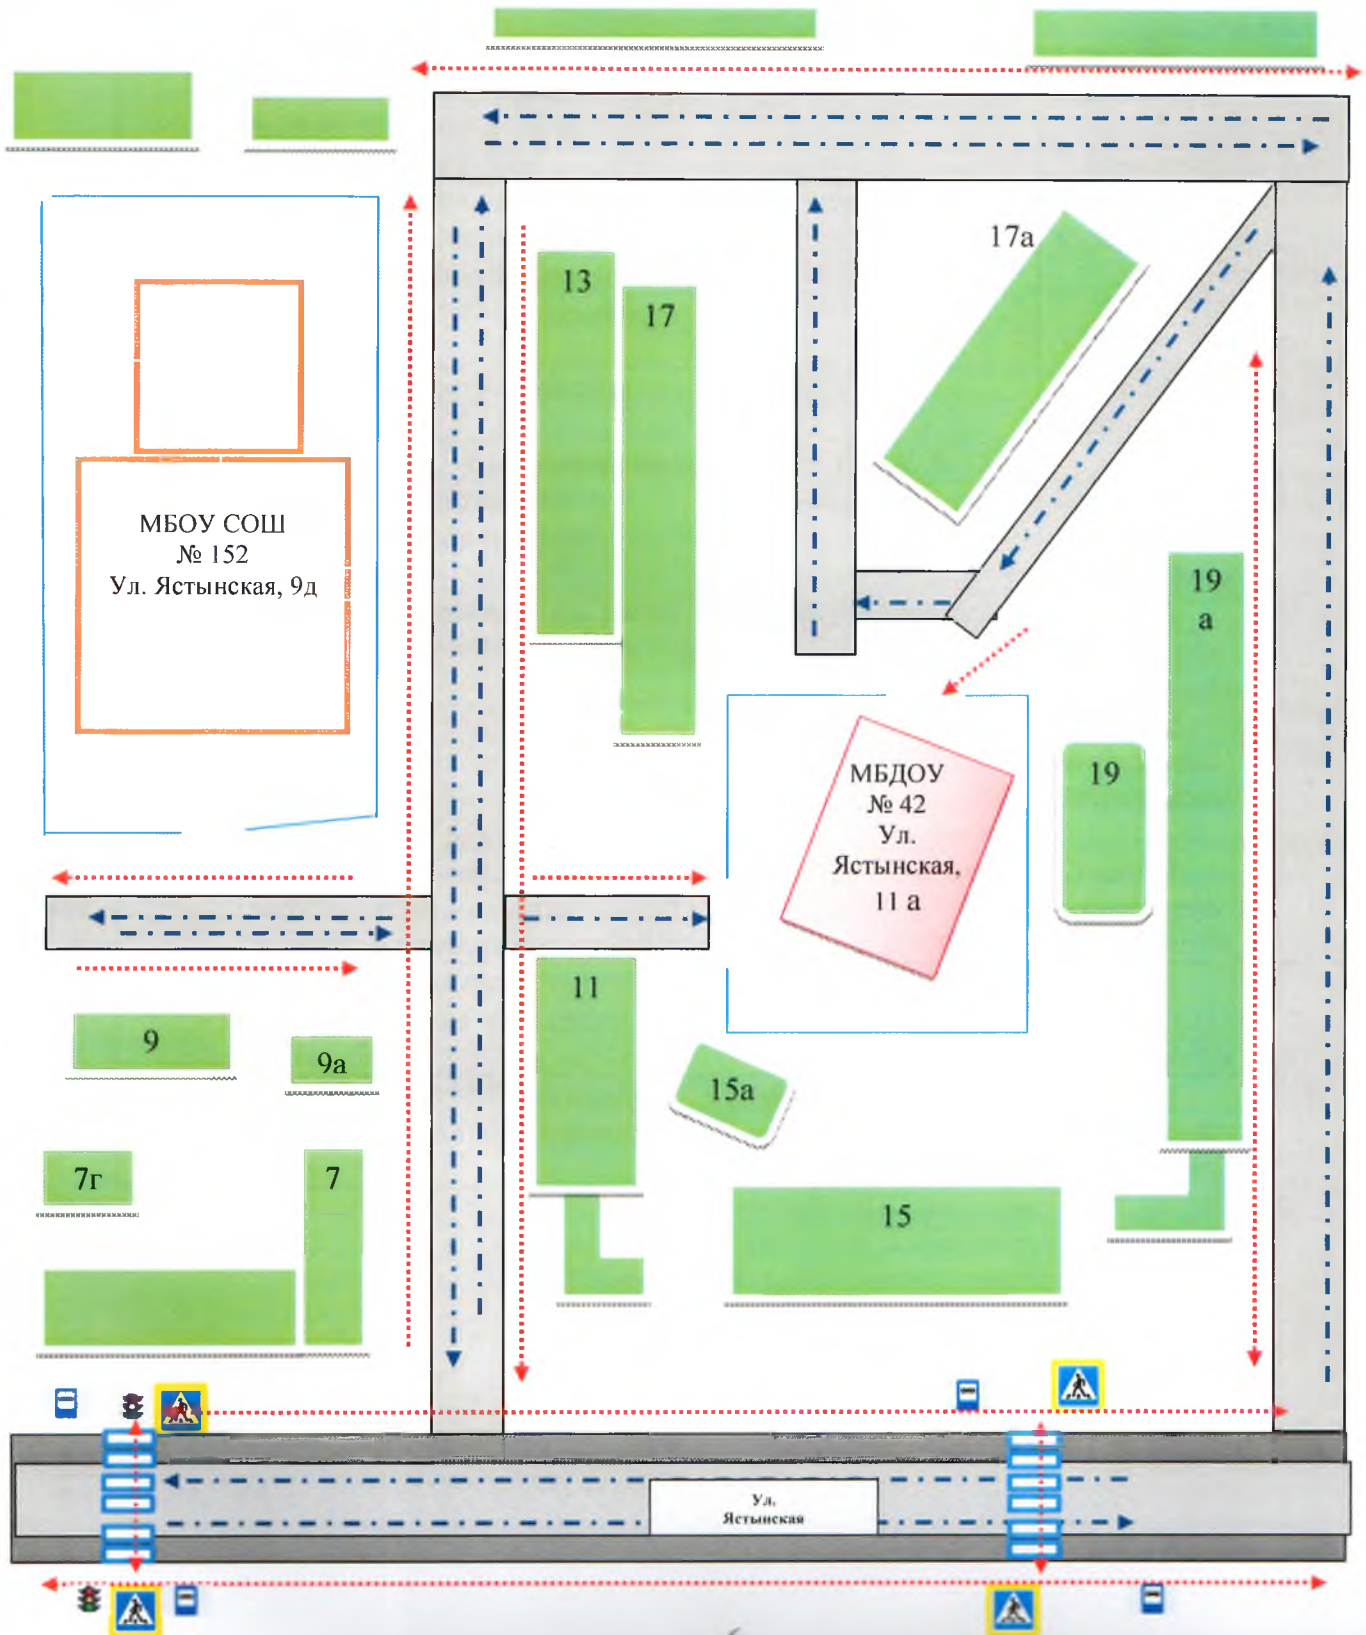 17а
13
17
МБОУ СОШ
№ 152
Ул. Ястынская, 9д
19
а
МБДОУ
№ 42
Ул.
Ястынская,
11 а
19
11
9
9а
15а
7г
7
15
Ул.
Ястынская